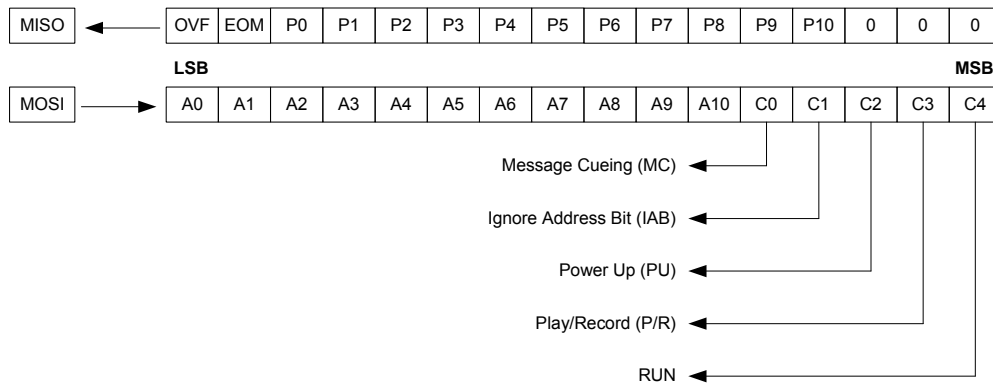 MISO OVF EOM P0 P1 P2 P3 P4 P5 P6 P7 P8 P9 P10 0 0 0
LSB MSB
MOSI A0 A1 A2 A3 A4 A5 A6 A7 A8 A9 A10 C0 C1 C2 C3 C4
Message Cueing (MC)
Ignore Address Bit (IAB)
Power Up (PU)
Play/Record (P/R)
RUN